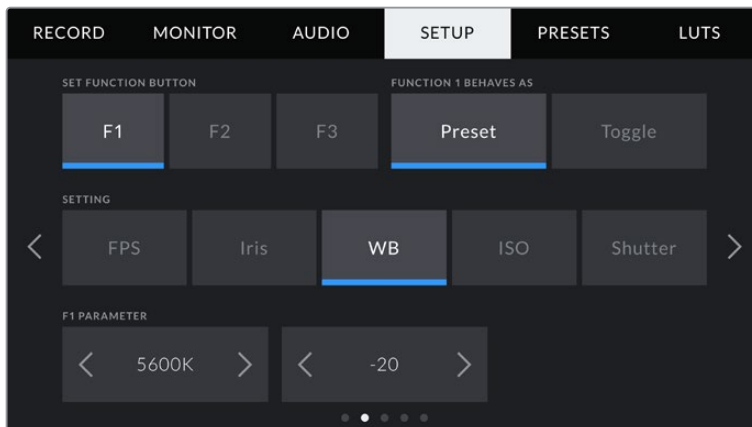 RECORD MONITOR AUDIO SETUP PRESETS LUTS
SET FUNCTION BUTTON FUNCTION 1 BEHAVES AS
F1 F2 F3 Preset Toggle
SETTING
FPS Iris WB ISO Shutter
F1 PARAMETER
5600K -20